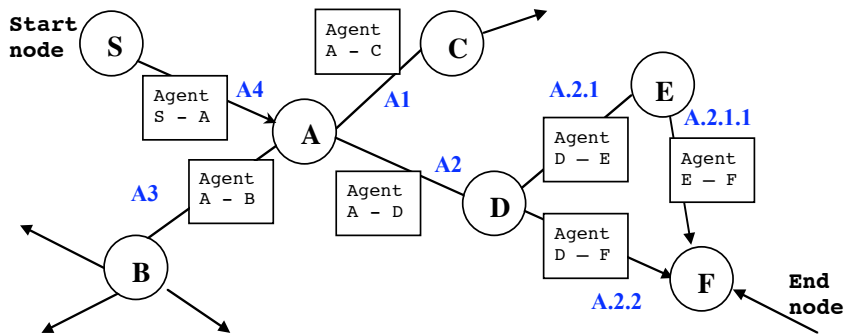 Start
node
S
Agent
S – A
A4
Agent
A – C
A1
C
A
Agent
A – B
A3
B
Agent
A – D
A2
D
A.2.1
Agent
D – E
E
A.2.1.1
Agent
E – F
Agent
D – F
A.2.2
F
End
node